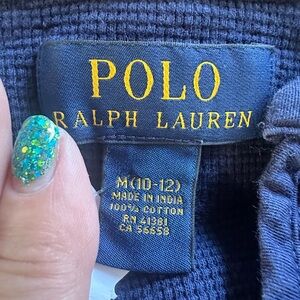 POLO
RALPH LAUREN
M(10-12)
MADE IN INDIA
100% COTTON
RN 41381
CA 56658